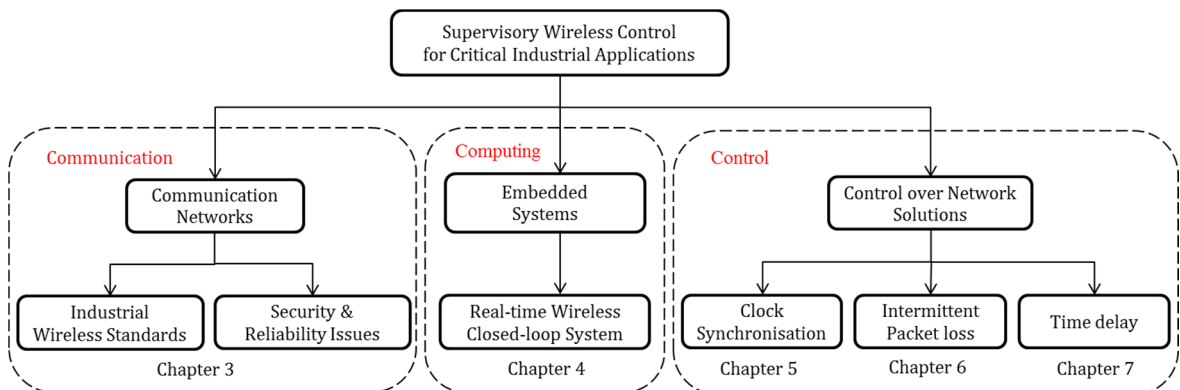 Supervisory Wireless Control
for Critical Industrial Applications
Communication
Communication
Networks
Industrial
Wireless Standards
Security &
Reliability Issues
Chapter 3
Computing
Embedded
Systems
Real-time Wireless
Closed-loop System
Chapter 4
Control
Control over Network
Solutions
Clock
Synchronisation
Chapter 5
Intermittent
Packet loss
Chapter 6
Time delay
Chapter 7